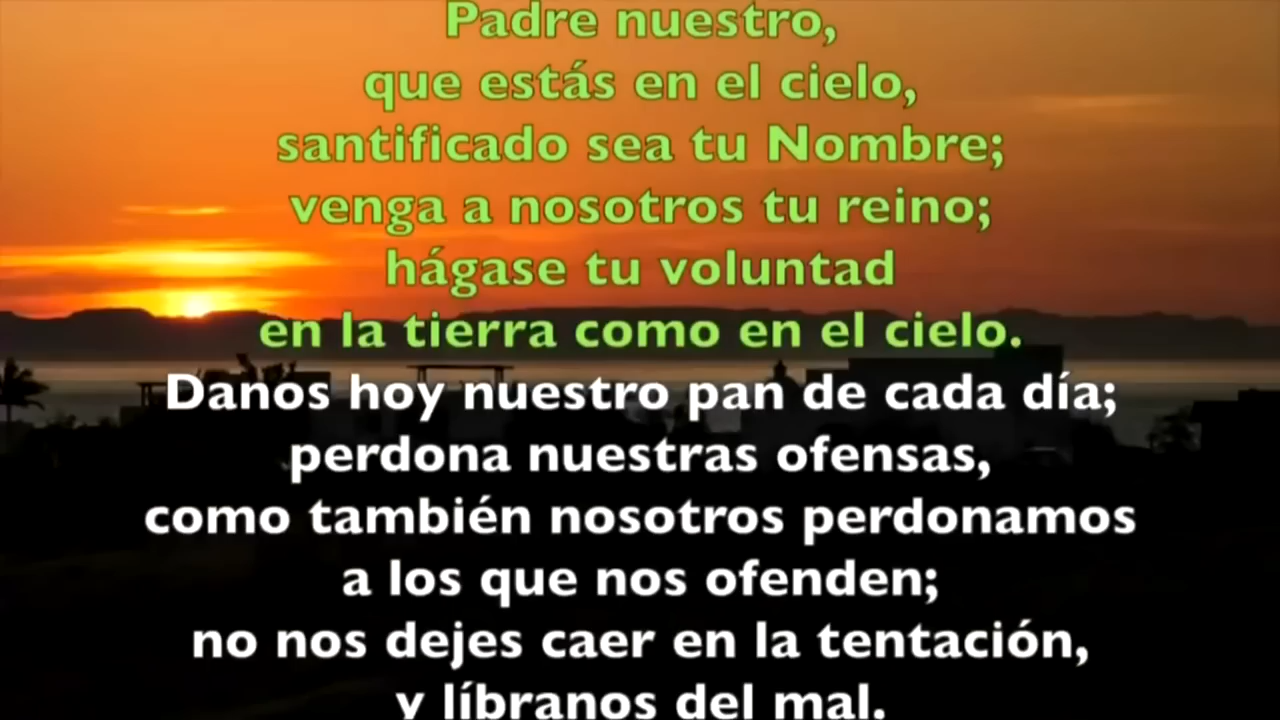 Padre nuestro,
que estás en el cielo,
santificado sea tu Nombre;
venga a nosotros tu reino;
hágase tu voluntad
en la tierra como en el cielo.
Danos hoy nuestro pan de cada día;
perdona nuestras ofensas,
como también nosotros perdonamos
a los que nos ofenden;
no nos dejes caer en la tentación,
y líbranos del mal.